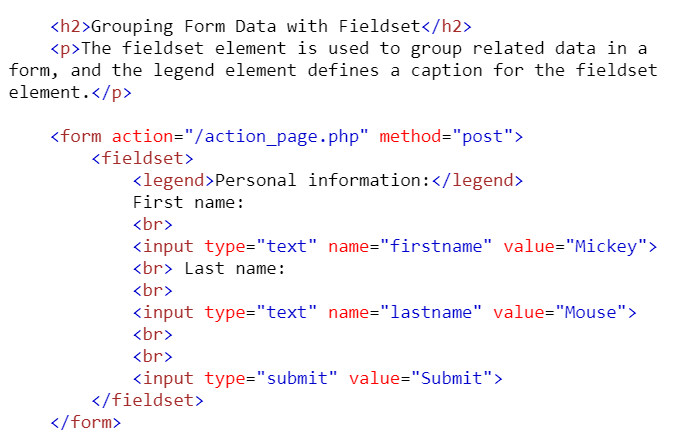 <h2>Grouping Form Data with Fieldset</h2>
<p>The fieldset element is used to group related data in a
form, and the legend element defines a caption for the fieldset
element.</p>
<form action="/action_page.php" method="post">
<fieldset>
<legend>Personal information:</legend>
First name:
<br>
<input type="text" name="firstname" value="Mickey">
<br> Last name:
<br>
<input type="text" name="lastname" value="Mouse">
<br>
<br>
<input type="submit" value="Submit">
</fieldset>
</form>